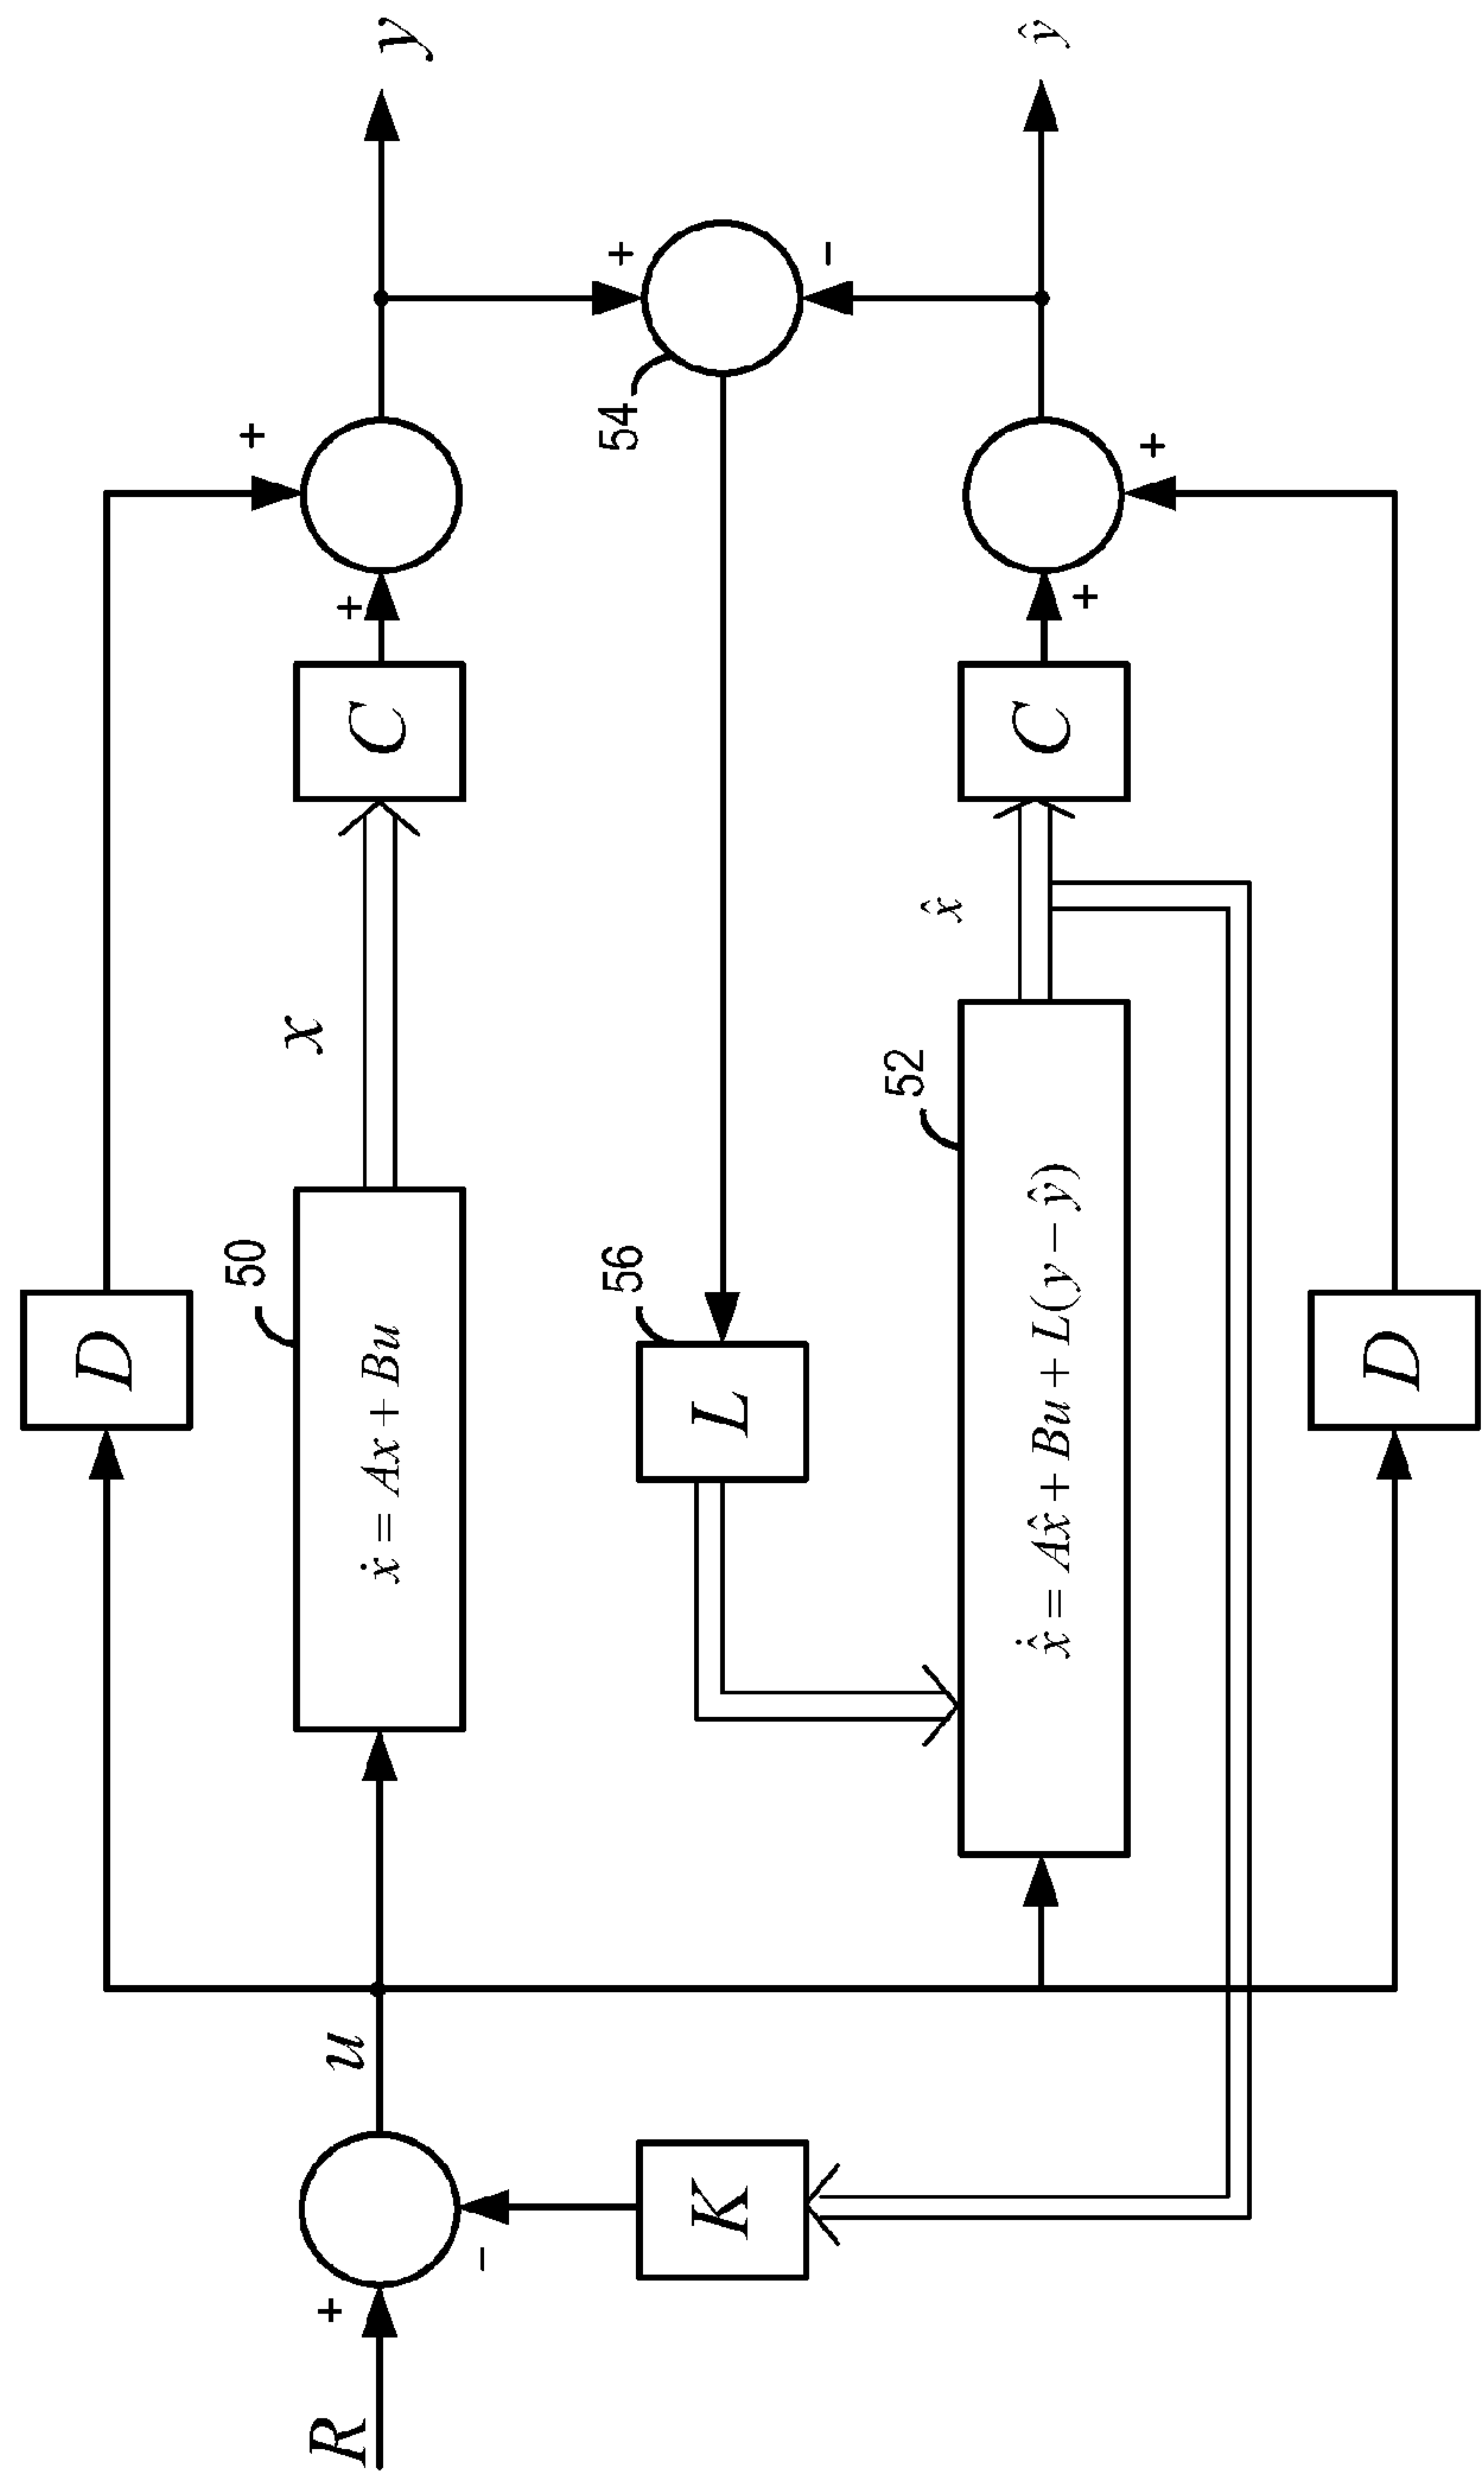 D
+
50
ẋ = Ax + Bu
x
C
+
y
R
+
u
−
56
L
54
+
−
K
52
x̂̇ = Ax̂ + Bu + L(y − ŷ)
x̂
C
+
ŷ
D
+